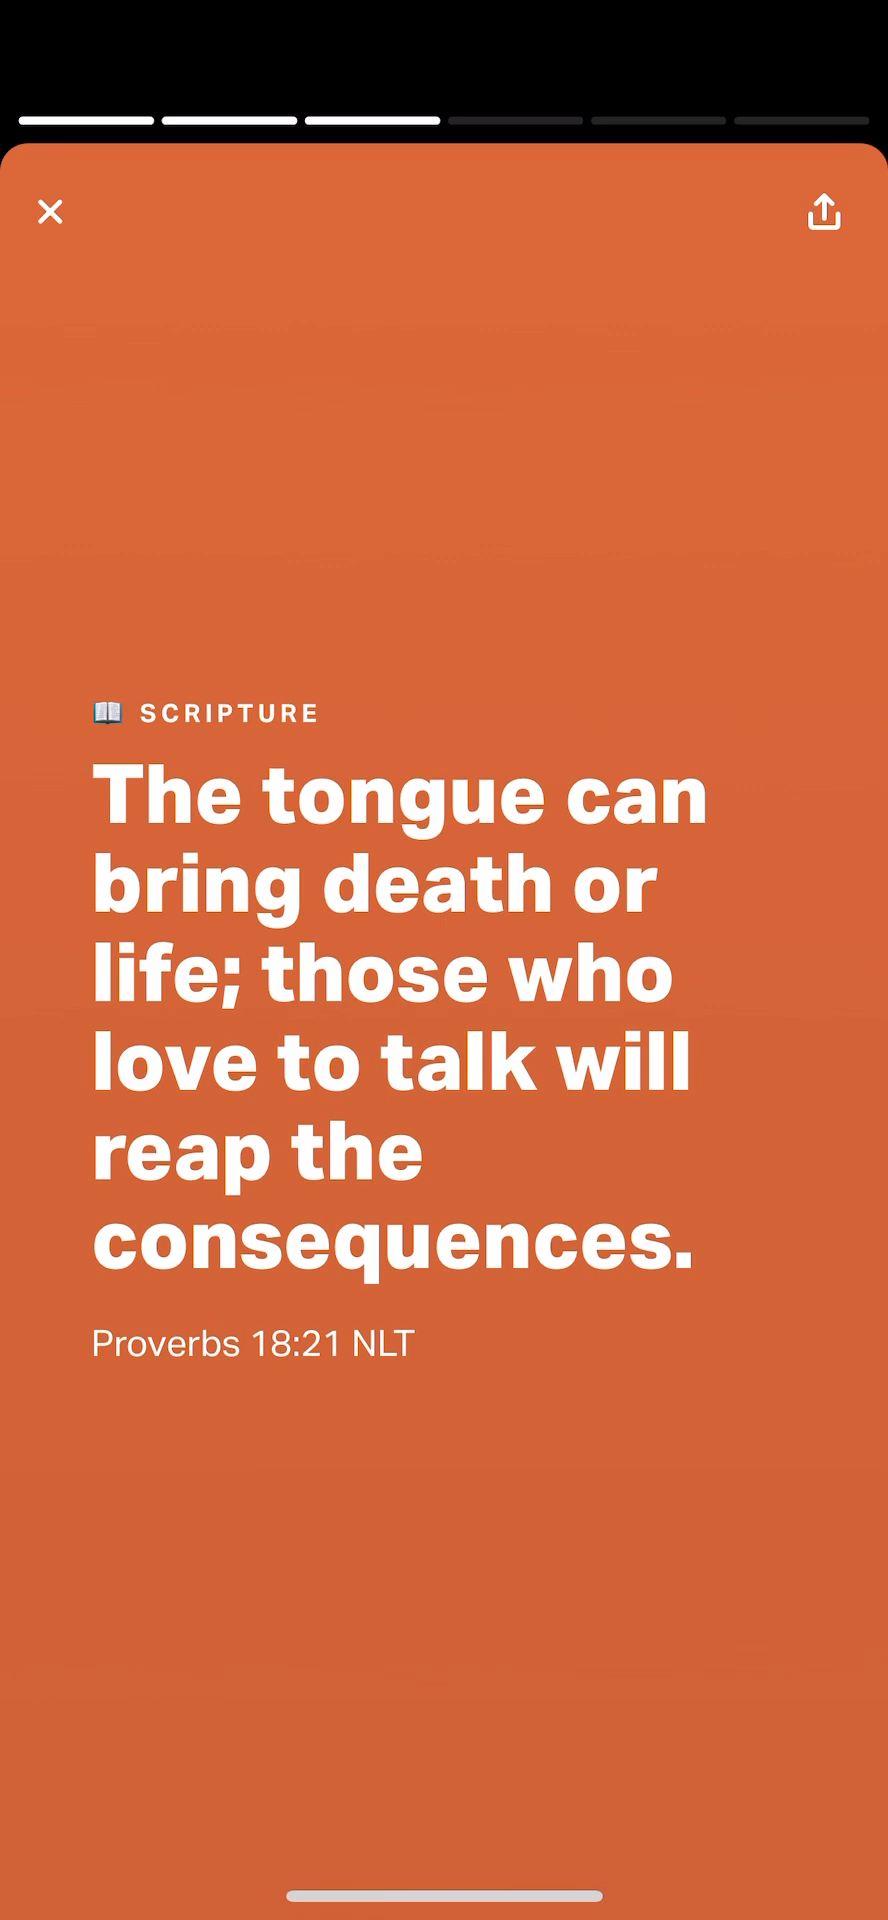 📖 SCRIPTURE
The tongue can
bring death or
life; those who
love to talk will
reap the
consequences.
Proverbs 18:21 NLT